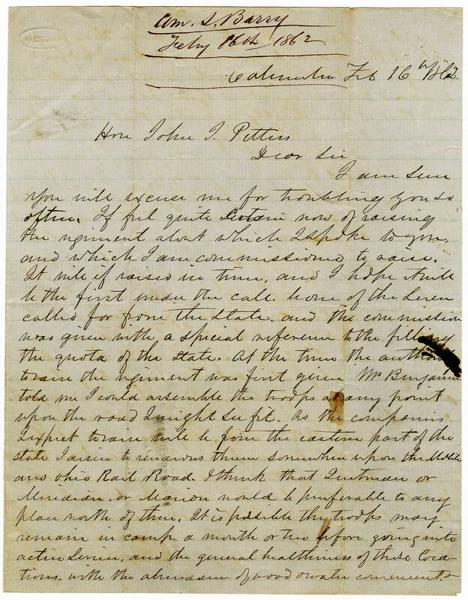 Wm. S. Barry
Feby 16th 1862
Columbus Feb 16th 1862
Hon John J. Pettus
Dear Sir
I am sure
you will excuse me for troubling you so
often. I feel quite certain now of raising
the regiment about which I spoke to you
and which I am commissioned to raise.
It will if raised in time, and I hope it will
be the first under the call. be one of the seven
called for from the State. and the commission
was given with a special reference to the filling
the quota of the State. At the time the authority
to raise the regiment was first given Mr Benjamin
told me I could assemble the troops at any point
upon the road I might see fit. As the companies
I expect to raise will be from the eastern part of the
state I desire to rendevous them somewhere upon the Mobile
and Ohio Rail Road. I think that Quitman or
Meridian. or Marion would be preferable to any
place north of them. It is possible the troops may
remain in camp a month or two before going into
active service, and the general healthiness of these loca-
tions. with the abundance of wood & water convenient.